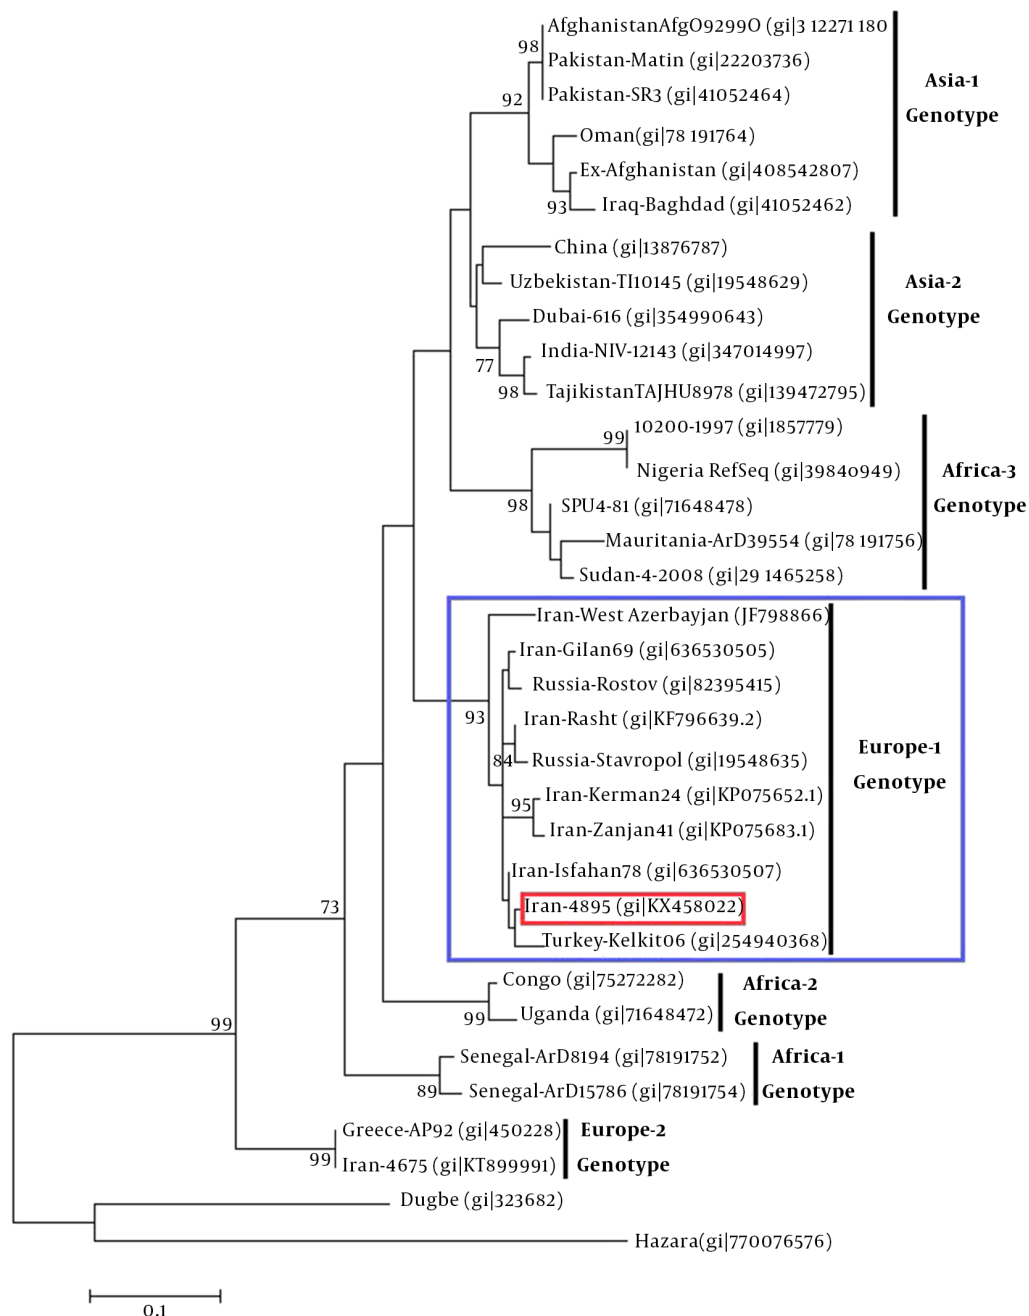 AfghanistanAfgO9299O (gi|3 12271 180
98
Pakistan-Matin (gi|22203736)
Pakistan-SR3 (gi|41052464)
92
Asia-1
Genotype
Oman(gi|78 191764)
Ex-Afghanistan (gi|408542807)
93
Iraq-Baghdad (gi|41052462)
China (gi|13876787)
Uzbekistan-TI10145 (gi|19548629)
Asia-2
Genotype
Dubai-616 (gi|354990643)
India-NIV-12143 (gi|347014997)
77
98
TajikistanTAJHU8978 (gi|139472795)
10200-1997 (gi|1857779)
99
Nigeria RefSeq (gi|39840949)
Africa-3
Genotype
98
SPU4-81 (gi|71648478)
Mauritania-ArD39554 (gi|78 191756)
Sudan-4-2008 (gi|29 1465258)
Iran-West Azerbayjan (JF798866)
Iran-GiIan69 (gi|636530505)
Russia-Rostov (gi|82395415)
93
Iran-Rasht (gi|KF796639.2)
84
Russia-Stavropol (gi|19548635)
Europe-1
Genotype
Iran-Kerman24 (gi|KP075652.1)
95
Iran-Zanjan41 (gi|KP075683.1)
Iran-Isfahan78 (gi|636530507)
Iran-4895 (gi|KX458022)
73
Turkey-Kelkit06 (gi|254940368)
Congo (gi|75272282)
99
Uganda (gi|71648472)
Africa-2
Genotype
99
Senegal-ArD8194 (gi|78191752)
89
Senegal-ArD15786 (gi|78191754)
Africa-1
Genotype
Greece-AP92 (gi|450228)
99
Iran-4675 (gi|KT899991)
Europe-2
Genotype
Dugbe (gi|323682)
Hazara(gi|770076576)
0.1